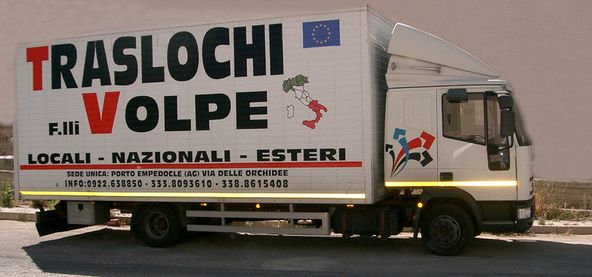 TRASLOCHI
F.lli VOLPE
LOCALI - NAZIONALI - ESTERI
SEDE UNICA: PORTO EMPEDOCLE (AG) VIA DELLE ORCHIDEE
INFO:0922.638850 - 333.8093610 - 338.8615408